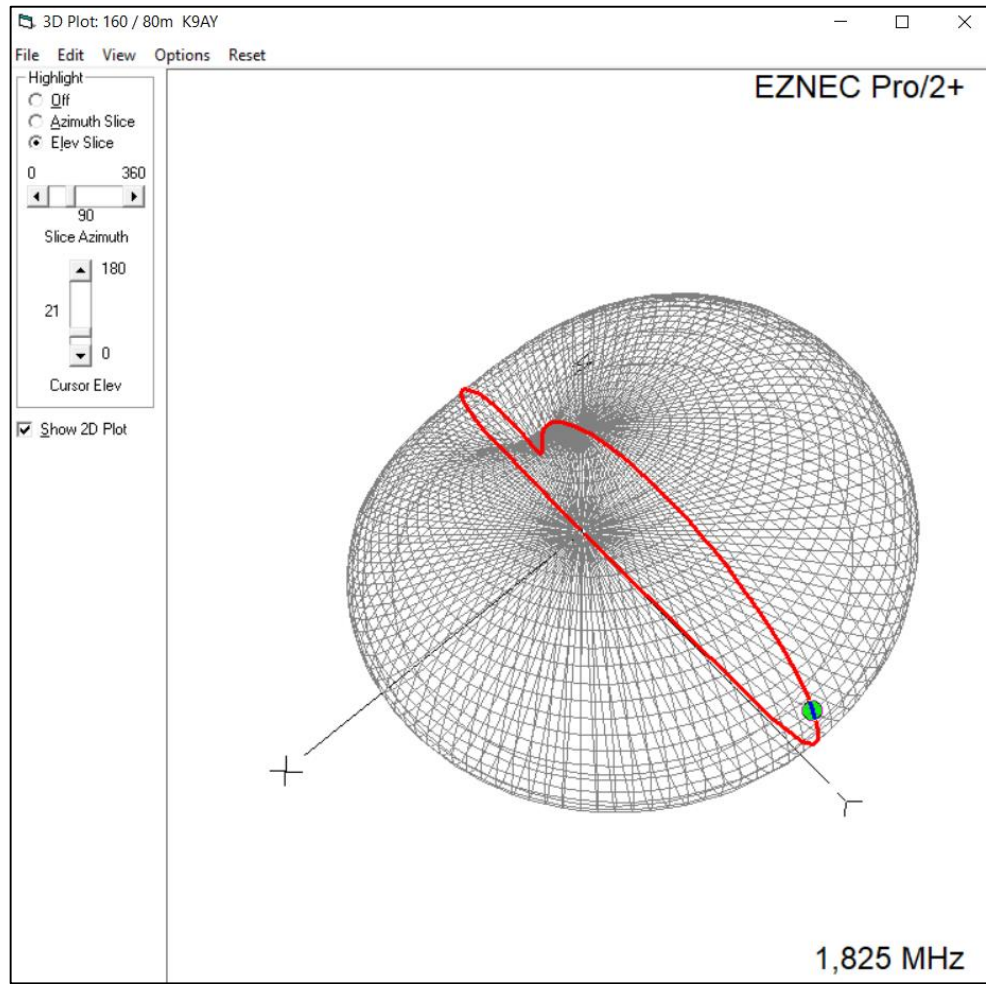 3D Plot: 160 / 80m K9AY
File Edit View Options Reset
Highlight
Off
Azimuth Slice
Elev Slice
0 360
90
Slice Azimuth
180
21
0
Cursor Elev
Show 2D Plot
EZNEC Pro/2+
X
Y
Z
1,825 MHz